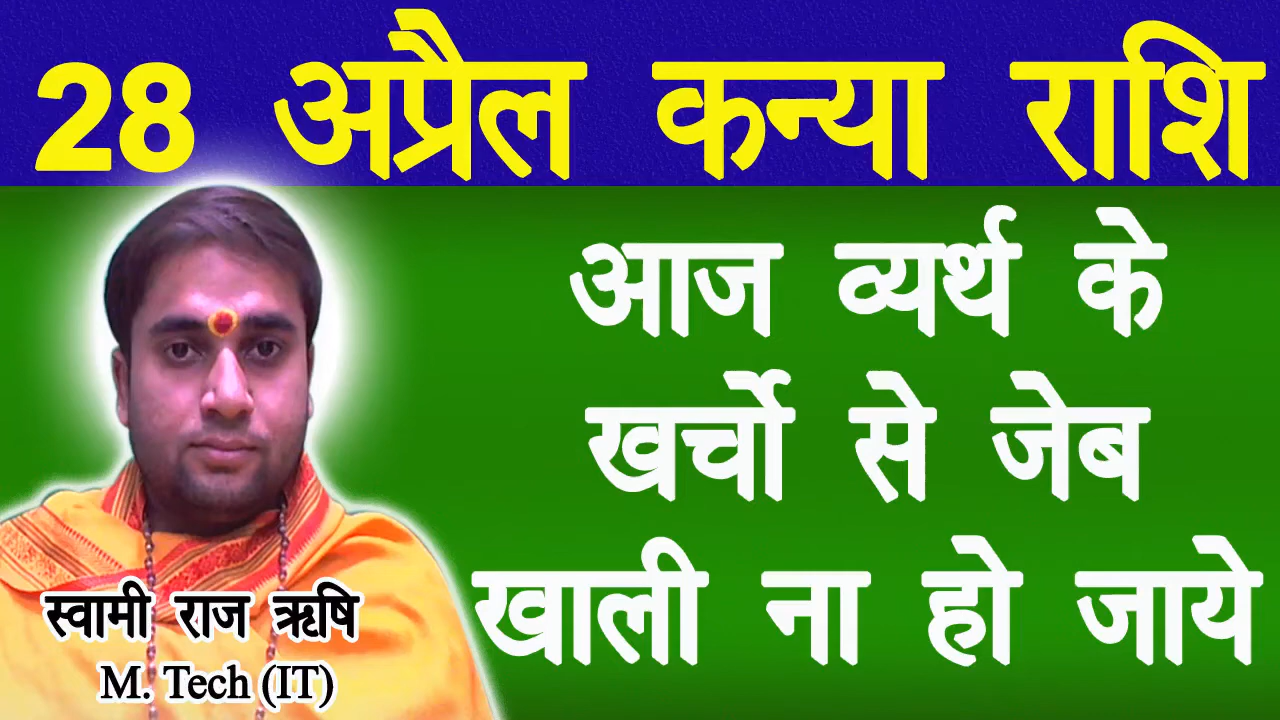 28 अप्रैल कन्या राशि
आज व्यर्थ के
खर्चो से जेब
खाली ना हो जाये
स्वामी राज ऋषि
M. Tech (IT)